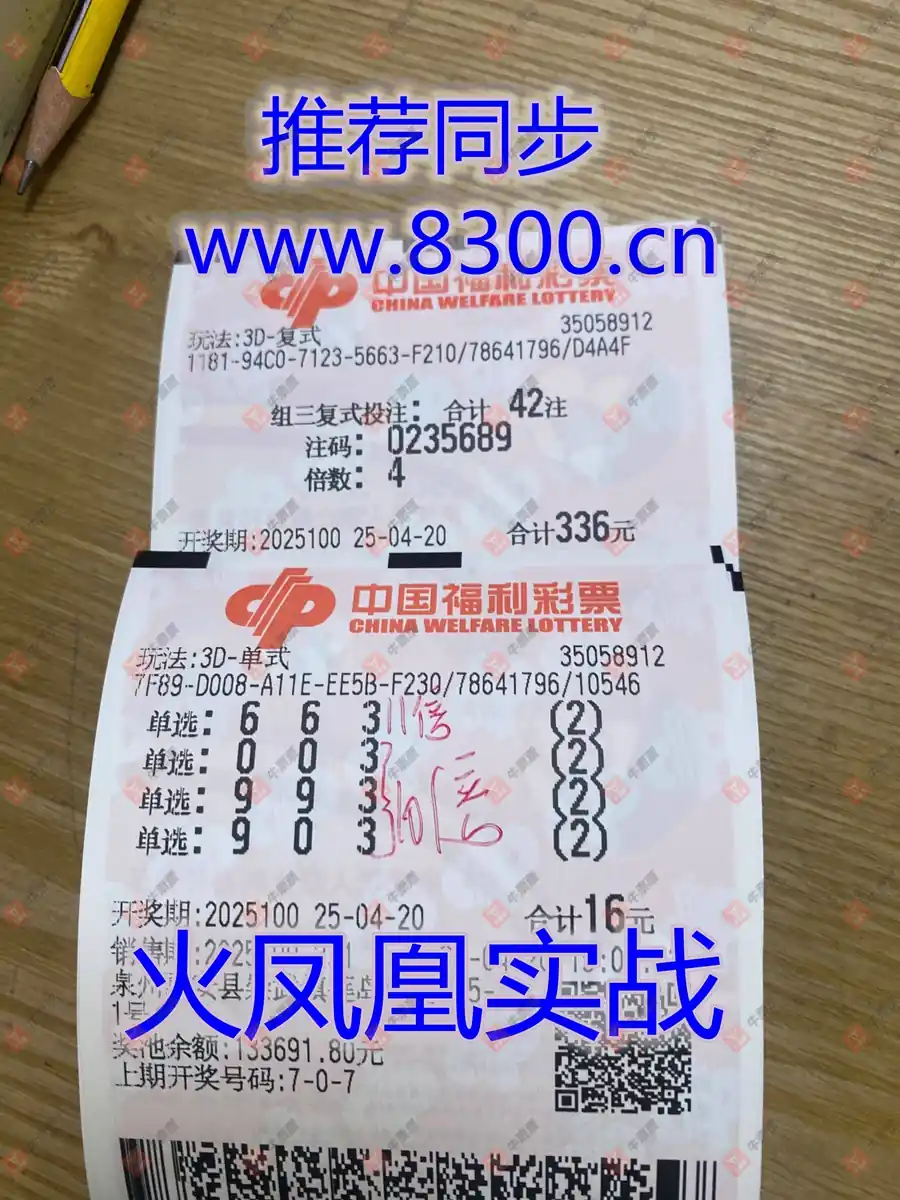 推荐同步
www.8300.cn
中国福利彩票
CHINA WELFARE LOTTERY
玩法:3D-复式 35058912
1181-94C0-7123-5663-F210/78641796/D4A4F
组三复式投注: 合计 42注
注码: 0235689
倍数: 4
开奖期:2025100 25-04-20 合计336元
中国福利彩票
CHINA WELFARE LOTTERY
玩法:3D-单式 35058912
7F89-D008-A11E-EE5B-F230/78641796/10546
单选: 6 6 3 11倍 (2)
单选: 0 0 3 (2)
单选: 9 9 3 (2)
单选: 9 0 3 (2)
开奖期:2025100 25-04-20 合计16元
火凤凰实战
奖池余额:133691.80元
上期开奖号码:7-0-7